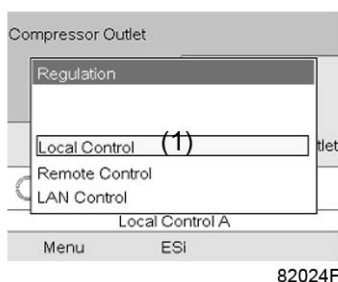 Compressor Outlet
Regulation
Local Control (1)
tlet
Remote Control
LAN Control
Local Control A
Menu ESi
82024F